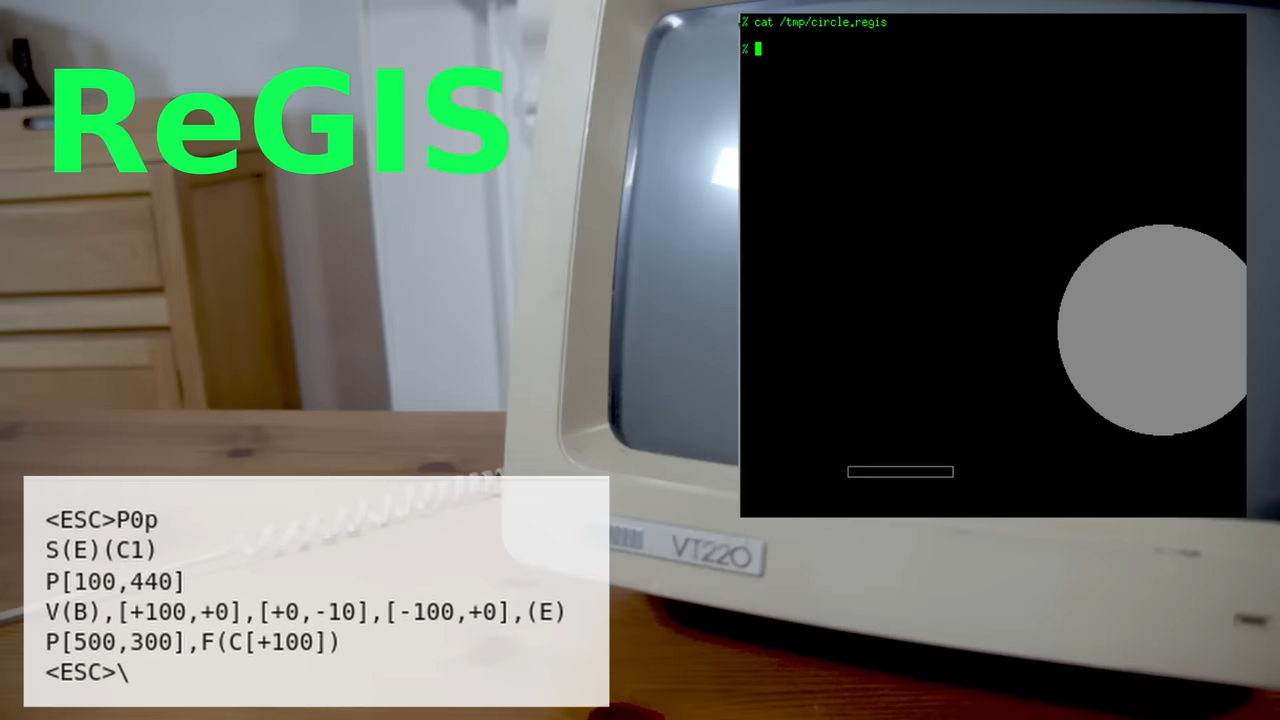 ReGIS
% cat /tmp/circle.regis
%
<ESC>P0p
S(E)(C1)
P[100,440]
V(B),[+100,+0],[+0,-10],[-100,+0],(E)
P[500,300],F(C[+100])
<ESC>\
VT220